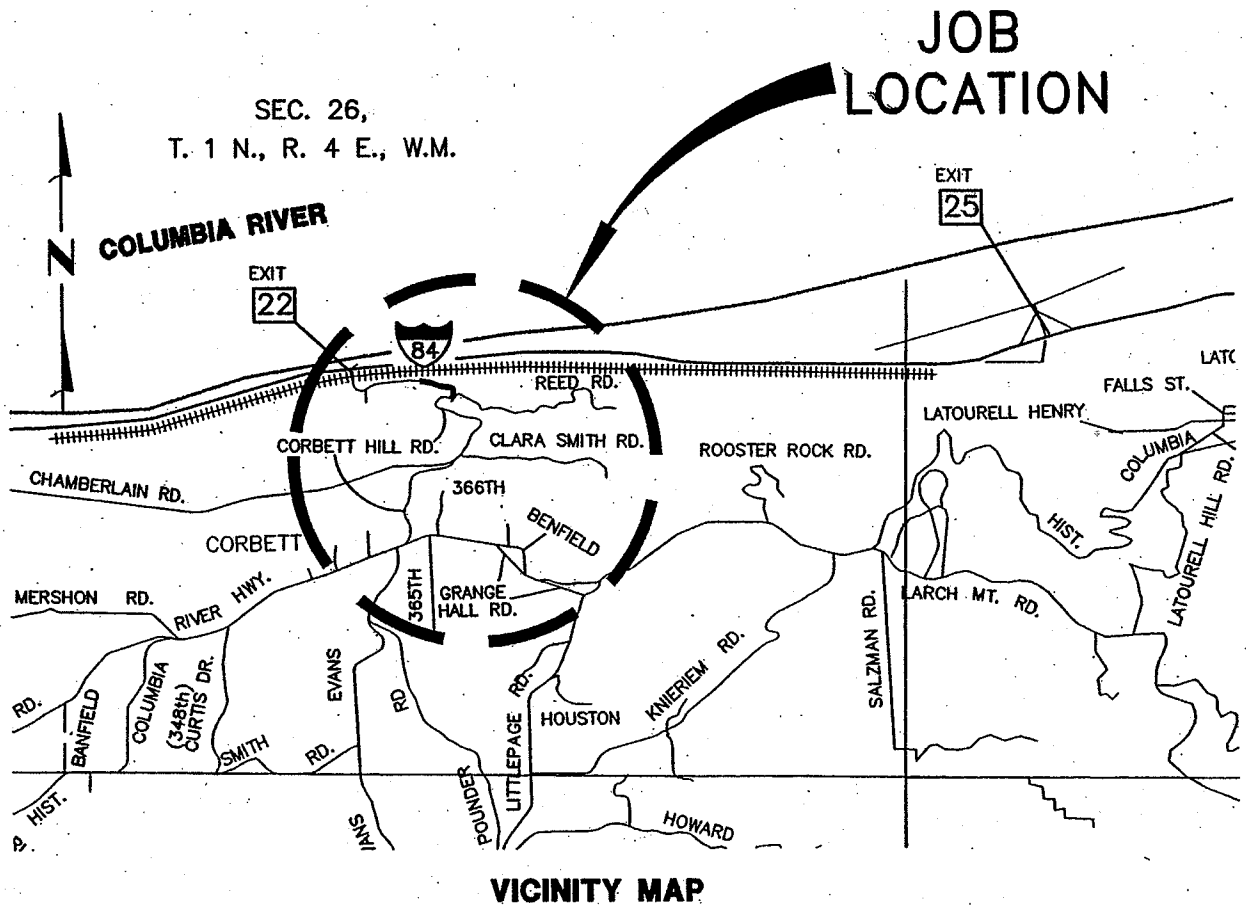 JOB
LOCATION
SEC. 26,
T. 1 N., R. 4 E., W.M.
EXIT
25
N
COLUMBIA RIVER
EXIT
22
84
REED RD.
LATC
FALLS ST.
LATOURELL HENRY
COLUMBIA
CORBETT HILL RD.
CLARA SMITH RD.
ROOSTER ROCK RD.
CHAMBERLAIN RD.
366TH
HIST.
LATOURELL HILL RD.
BENFIELD
CORBETT
MERSHON RD.
RIVER HWY.
365TH
GRANGE
HALL RD.
LARCH MT. RD.
SALZMAN RD.
KNIERIEM RD.
RD.
BANFIELD
COLUMBIA
(348th)
CURTIS DR.
EVANS
RD
RD.
HOUSTON
SMITH RD.
LITTLEPAGE
POUNDER
HIST.
VANS
HOWARD
VICINITY MAP